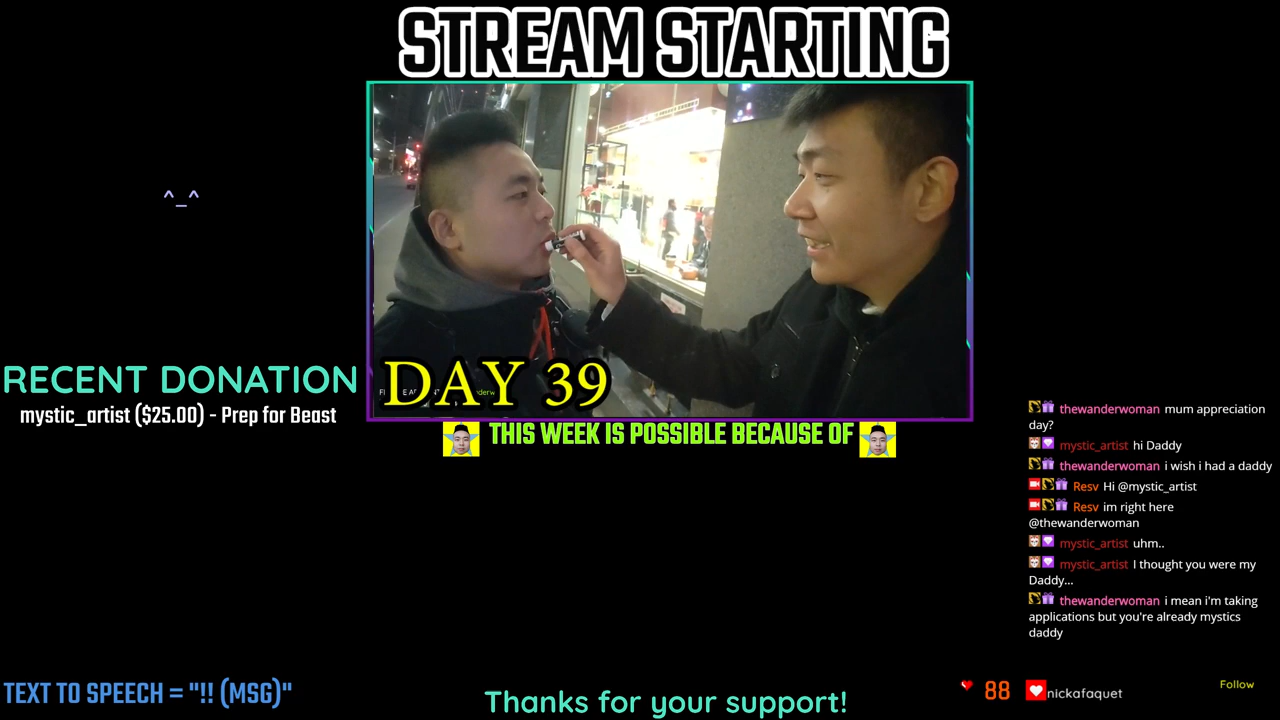 STREAM STARTING
^_^
RECENT DONATION
mystic_artist ($25.00) - Prep for Beast
DAY 39
THIS WEEK IS POSSIBLE BECAUSE OF
thewanderwoman mum appreciation
day?
mystic_artist hi Daddy
thewanderwoman i wish i had a daddy
Resv Hi @mystic_artist
Resv im right here
@thewanderwoman
mystic_artist uhm..
mystic_artist I thought you were my
Daddy...
thewanderwoman i mean i'm taking
applications but you're already mystics
daddy
TEXT TO SPEECH = "!! (MSG)"
Thanks for your support!
88
nickafaquet
Follow